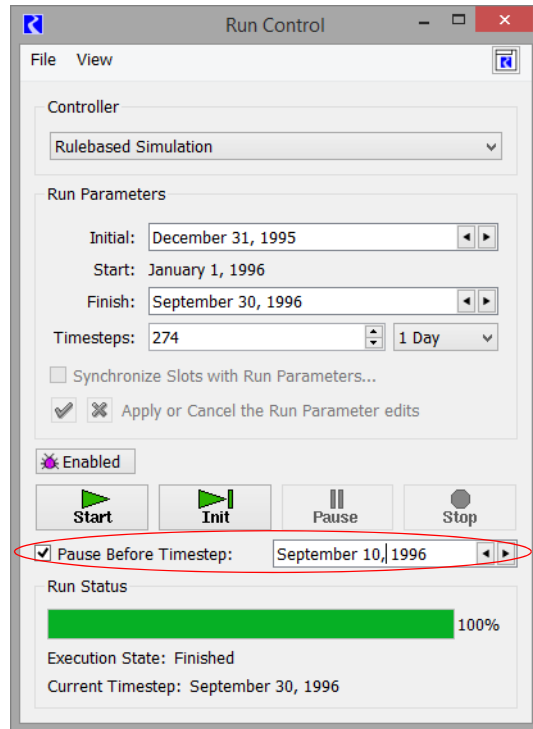 Run Control
File View
Controller
Rulebased Simulation
Run Parameters
Initial: December 31, 1995
Start: January 1, 1996
Finish: September 30, 1996
Timesteps: 274 1 Day
Synchronize Slots with Run Parameters...
Apply or Cancel the Run Parameter edits
Enabled
Start Init Pause Stop
Pause Before Timestep: September 10, 1996
Run Status
100%
Execution State: Finished
Current Timestep: September 30, 1996